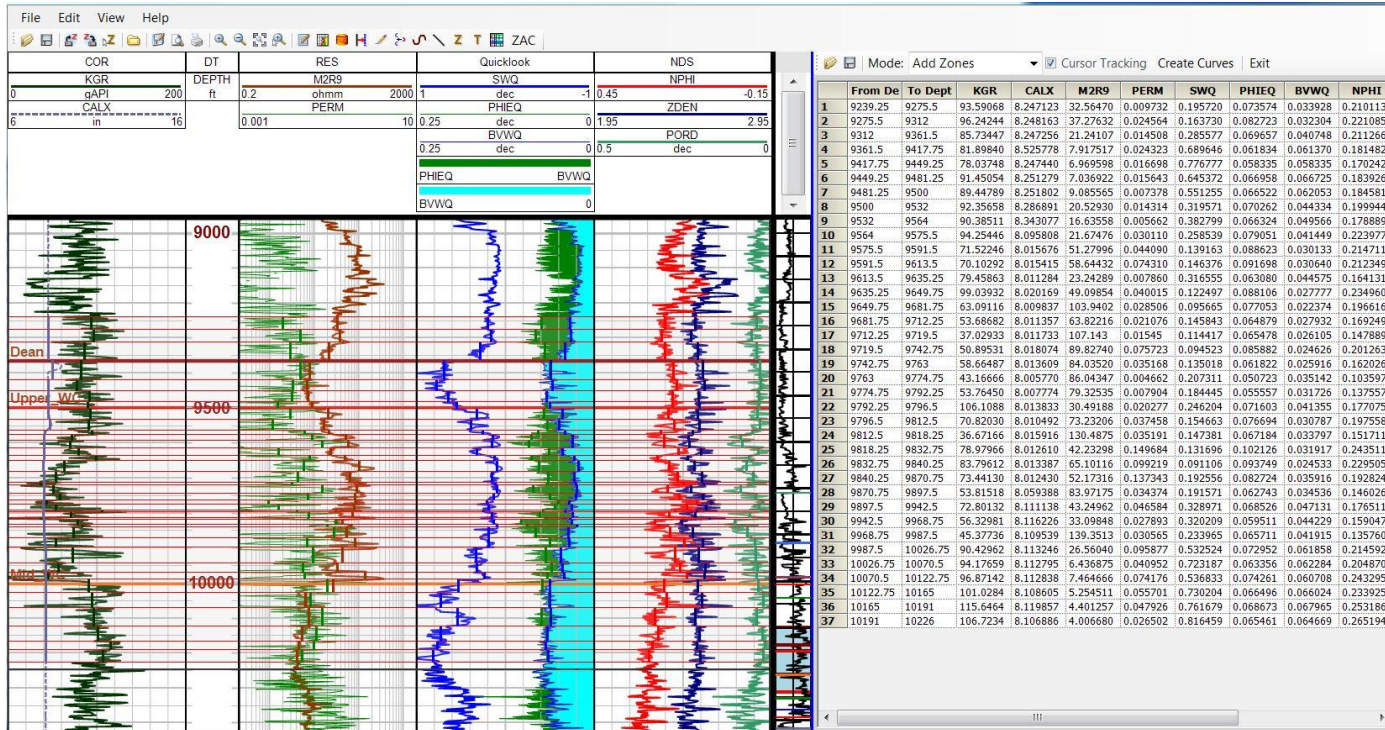 File Edit View Help
ZAC
COR DT RES Quicklook NDS
KGR DEPTH M2R9 SWQ NPHI
0 gAPI 200 ft 0.2 ohmm 2000 1 dec -1 0.45 -0.15
CALX PERM PHIEQ ZDEN
6 in 16 0.001 10 0.25 dec 0 1.95 2.95
BVWQ PORD
0.25 dec 0 0.5 dec 0
PHIEQ BVWQ
BVWQ 0
9000
Dean
Upper_WC
9500
10000
Mode: Add Zones Cursor Tracking Create Curves Exit
From De To Dept KGR CALX M2R9 PERM SWQ PHIEQ BVWQ NPHI
1 9239.25 9275.5 93.59068 8.247123 32.56470 0.009732 0.195720 0.073574 0.033928 0.210113
2 9275.5 9312 96.24244 8.248163 37.27632 0.024564 0.163730 0.082723 0.032304 0.221085
3 9312 9361.5 85.73447 8.247256 21.24107 0.014508 0.285577 0.069657 0.040748 0.211266
4 9361.5 9417.75 81.89840 8.525778 7.917517 0.024323 0.689646 0.061834 0.061370 0.181482
5 9417.75 9449.25 78.03748 8.247440 6.969598 0.016698 0.776777 0.058335 0.058335 0.170242
6 9449.25 9481.25 91.45054 8.251279 7.036922 0.015643 0.645372 0.066958 0.066725 0.183926
7 9481.25 9500 89.44789 8.251802 9.085565 0.007378 0.551255 0.066522 0.062053 0.184581
8 9500 9532 92.35658 8.286891 20.52930 0.014314 0.319571 0.070262 0.044334 0.199944
9 9532 9564 90.38511 8.343077 16.63558 0.005662 0.382799 0.066324 0.049566 0.178889
10 9564 9575.5 94.25446 8.095808 21.67476 0.030110 0.258539 0.079051 0.041449 0.223977
11 9575.5 9591.5 71.52246 8.015676 51.27996 0.044090 0.139163 0.088623 0.030133 0.214711
12 9591.5 9613.5 70.10292 8.015415 58.64432 0.074310 0.146376 0.091698 0.030640 0.212349
13 9613.5 9635.25 79.45863 8.011284 23.24289 0.007860 0.316555 0.063080 0.044575 0.164131
14 9635.25 9649.75 99.03932 8.020169 49.09854 0.040015 0.122497 0.088106 0.027777 0.234960
15 9649.75 9681.75 63.09116 8.009837 103.9402 0.028506 0.095665 0.077053 0.022374 0.196616
16 9681.75 9712.25 53.68682 8.011357 63.82216 0.021076 0.145843 0.064879 0.027932 0.169249
17 9712.25 9719.5 37.02933 8.011733 107.143 0.01545 0.114417 0.065478 0.026105 0.147889
18 9719.5 9742.75 50.89531 8.018074 89.82740 0.075723 0.094523 0.085882 0.024626 0.201263
19 9742.75 9763 58.66487 8.013609 84.03520 0.035168 0.135018 0.061822 0.025916 0.162026
20 9763 9774.75 43.16666 8.005770 86.04347 0.004662 0.207311 0.050723 0.035142 0.103597
21 9774.75 9792.25 53.76450 8.007774 79.32535 0.007904 0.184445 0.055557 0.031726 0.137557
22 9792.25 9796.5 106.1088 8.013833 30.49188 0.020277 0.246204 0.071603 0.041355 0.177075
23 9796.5 9812.5 70.82030 8.010492 73.23206 0.037458 0.154663 0.076694 0.030787 0.197558
24 9812.5 9818.25 36.67166 8.015916 130.4875 0.035191 0.147381 0.067184 0.033797 0.151711
25 9818.25 9832.75 78.97966 8.012610 42.23298 0.149684 0.131696 0.102126 0.031917 0.243511
26 9832.75 9840.25 83.79612 8.013387 65.10116 0.099219 0.091106 0.093749 0.024533 0.229505
27 9840.25 9870.75 73.44130 8.012430 52.17316 0.137343 0.192556 0.082724 0.035916 0.192824
28 9870.75 9897.5 53.81518 8.059388 83.97175 0.034374 0.191571 0.062743 0.034536 0.146026
29 9897.5 9942.5 72.80132 8.111138 43.24962 0.046584 0.328971 0.068526 0.047131 0.176511
30 9942.5 9968.75 56.32981 8.116226 33.09848 0.027893 0.320209 0.059511 0.044229 0.159047
31 9968.75 9987.5 45.37736 8.109539 139.3513 0.030565 0.233965 0.065711 0.041915 0.135760
32 9987.5 10026.75 90.42962 8.113246 26.56040 0.095877 0.532524 0.072952 0.061858 0.214592
33 10026.75 10070.5 94.17659 8.112795 6.436875 0.040952 0.723187 0.063356 0.062284 0.204870
34 10070.5 10122.75 96.87142 8.112838 7.464666 0.074176 0.536833 0.074261 0.060708 0.243295
35 10122.75 10165 101.0284 8.108605 5.254511 0.037401 0.730204 0.066496 0.066024 0.233925
36 10165 10191 115.6464 8.119857 4.401257 0.047926 0.761679 0.068673 0.067965 0.253186
37 10191 10226 106.7234 8.106886 4.006680 0.028502 0.816459 0.065461 0.064669 0.265194